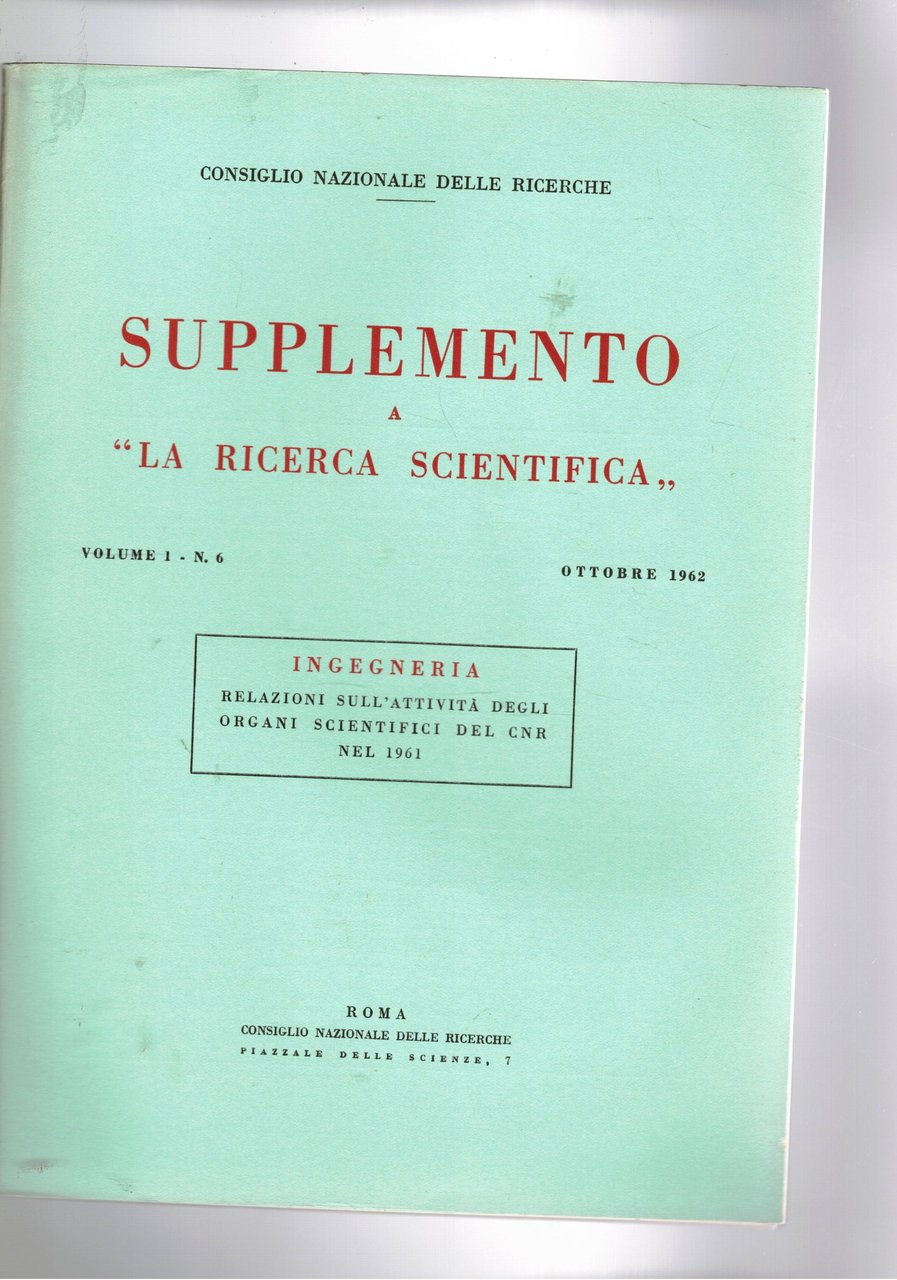 CONSIGLIO NAZIONALE DELLE RICERCHE
SUPPLEMENTO
A
“LA RICERCA SCIENTIFICA„
VOLUME 1 - N. 6
OTTOBRE 1962
INGEGNERIA
RELAZIONI SULL'ATTIVITÀ DEGLI
ORGANI SCIENTIFICI DEL CNR
NEL 1961
ROMA
CONSIGLIO NAZIONALE DELLE RICERCHE
PIAZZALE DELLE SCIENZE, 7